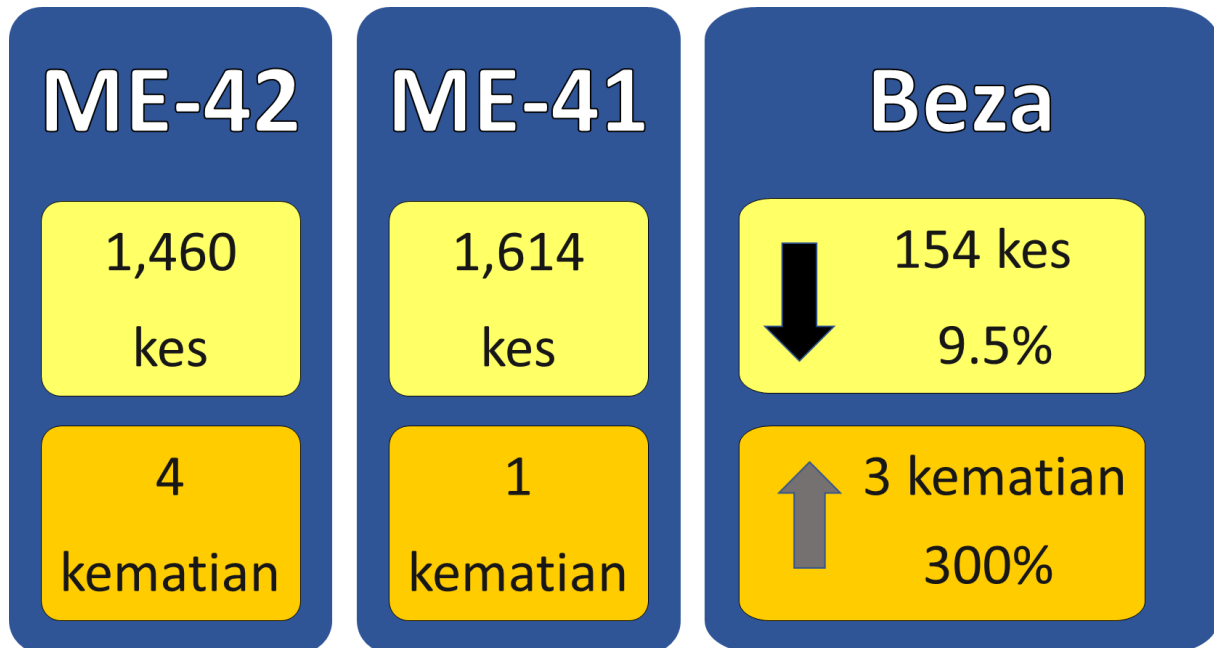 ME-42
1,460
kes
4
kematian
ME-41
1,614
kes
1
kematian
Beza
154 kes
9.5%
3 kematian
300%